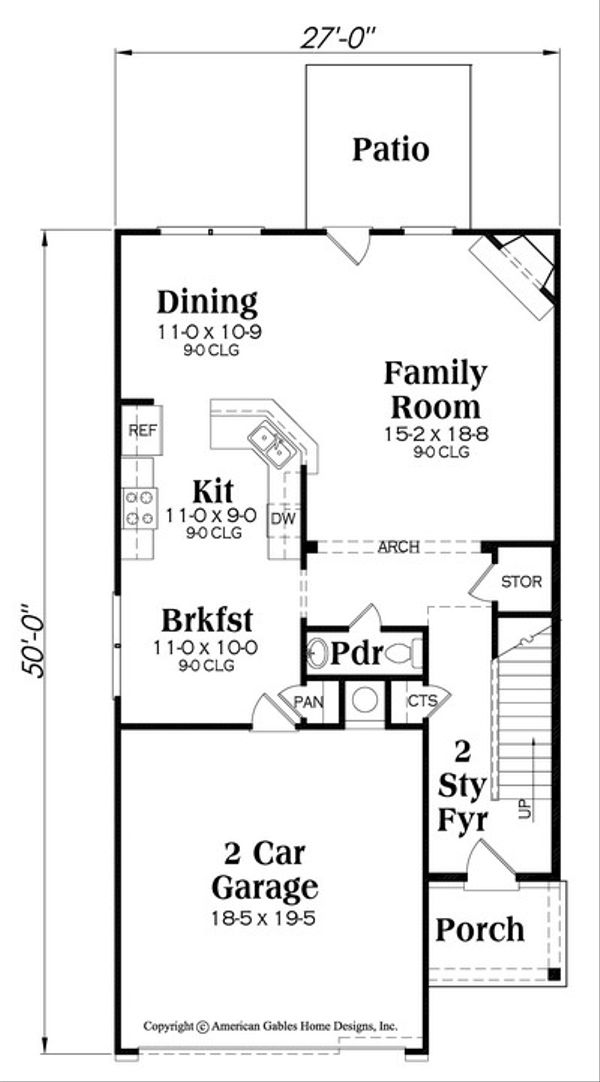 27'-0"
Patio
Dining
11-0 x 10-9
9-0 CLG
Family
Room
15-2 x 18-8
9-0 CLG
REF
Kit
11-0 x 9-0
9-0 CLG
DW
ARCH
STOR
50'-0"
Brkfst
11-0 x 10-0
9-0 CLG
Pdr
PAN
CTS
2
Sty
Fyr
UP
2 Car
Garage
18-5 x 19-5
Porch
Copyright © American Gables Home Designs, Inc.